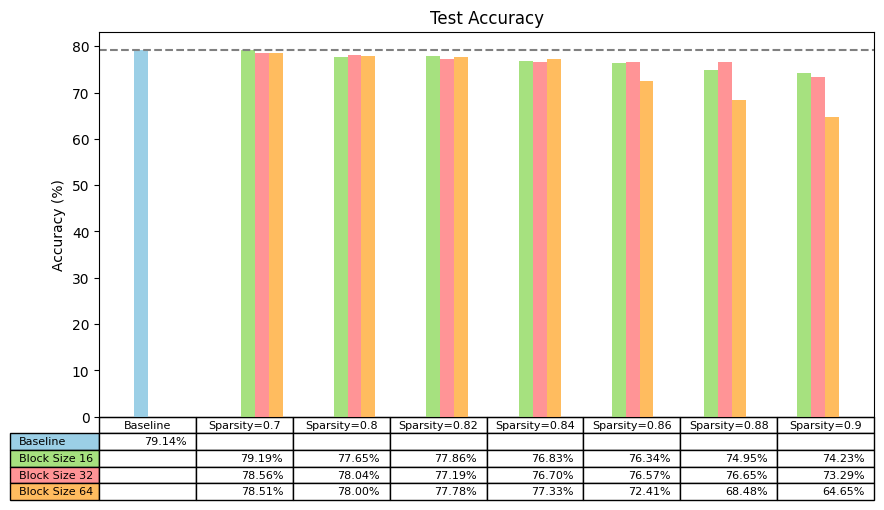 Test Accuracy
Accuracy (%)
80
70
60
50
40
30
20
10
0
Baseline Sparsity=0.7 Sparsity=0.8 Sparsity=0.82 Sparsity=0.84 Sparsity=0.86 Sparsity=0.88 Sparsity=0.9
Baseline 79.14%
Block Size 16 79.19% 77.65% 77.86% 76.83% 76.34% 74.95% 74.23%
Block Size 32 78.56% 78.04% 77.19% 76.70% 76.57% 76.65% 73.29%
Block Size 64 78.51% 78.00% 77.78% 77.33% 72.41% 68.48% 64.65%